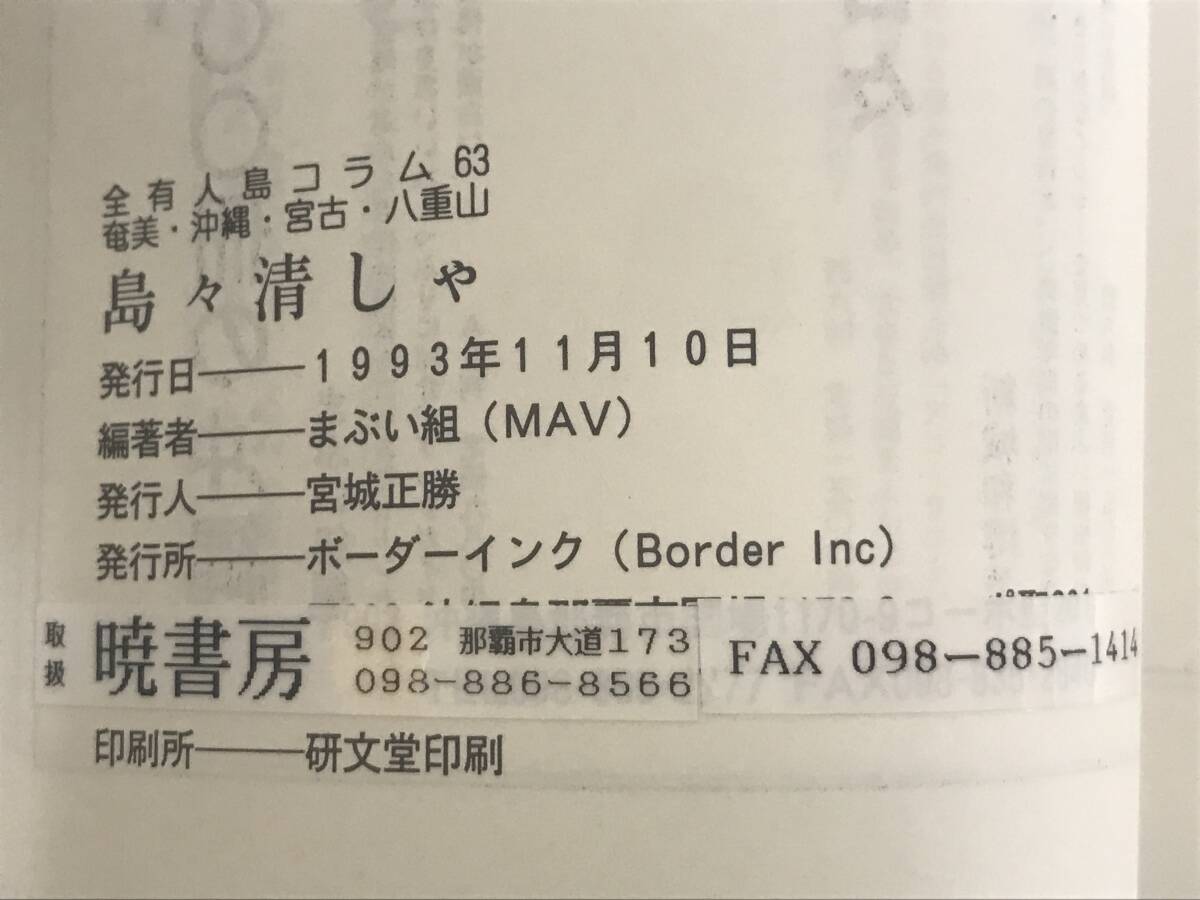 全有人島コラム63
奄美・沖縄・宮古・八重山
島々清しゃ
発行日――1993年11月10日
編著者――まぶい組（MAV）
発行人――宮城正勝
発行所――ボーダーインク（Border Inc）
取扱 暁書房 902 那覇市大道173
098-886-8566
FAX 098-885-1414
印刷所――研文堂印刷